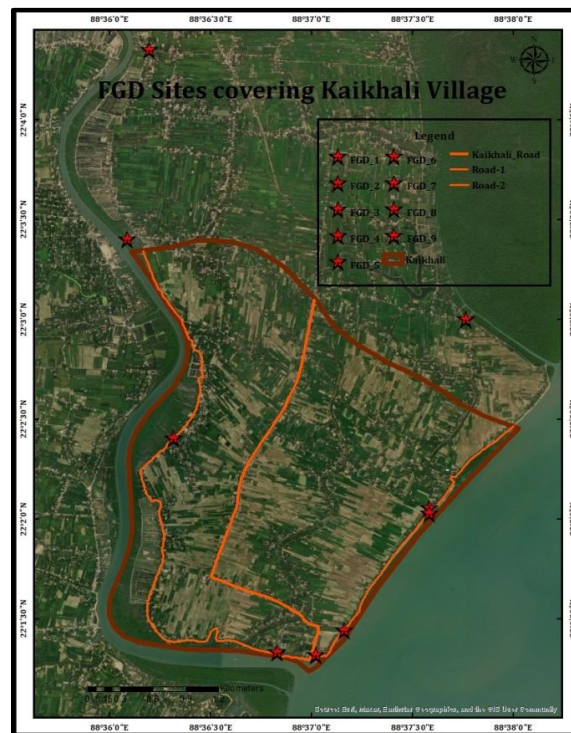 88°36'0"E 88°36'30"E 88°37'0"E 88°37'30"E 88°38'0"E
W E
S
FGD Sites covering Kaikhali Village
Legend
FGD_1 FGD_6 Kaikhali_Road
FGD_2 FGD_7 Road-1
FGD_3 FGD_8 Road-2
FGD_4 FGD_9
FGD_5 Kaikhali
22°4'0"N
22°3'30"N
22°3'0"N
22°2'30"N
22°2'0"N
22°1'30"N
Kilometers
Source: Esri, Maxar, Earthstar Geographics, and the GIS User Community
88°36'0"E 88°36'30"E 88°37'0"E 88°37'30"E 88°38'0"E